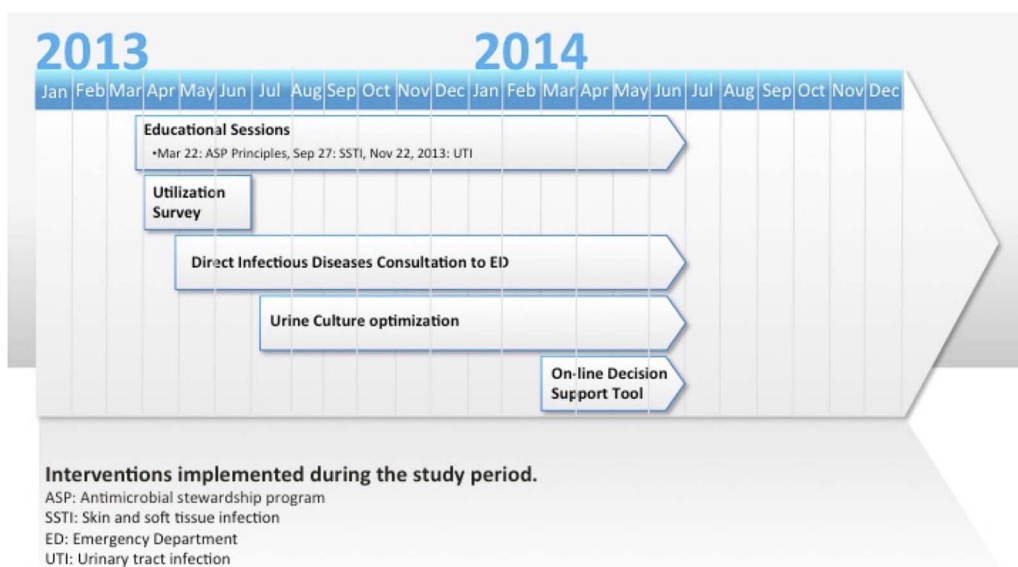 2013 2014
Jan Feb Mar Apr May Jun Jul Aug Sep Oct Nov Dec Jan Feb Mar Apr May Jun Jul Aug Sep Oct Nov Dec
Educational Sessions
•Mar 22: ASP Principles, Sep 27: SSTI, Nov 22, 2013: UTI
Utilization
Survey
Direct Infectious Diseases Consultation to ED
Urine Culture optimization
On-line Decision
Support Tool
Interventions implemented during the study period.
ASP: Antimicrobial stewardship program
SSTI: Skin and soft tissue infection
ED: Emergency Department
UTI: Urinary tract infection